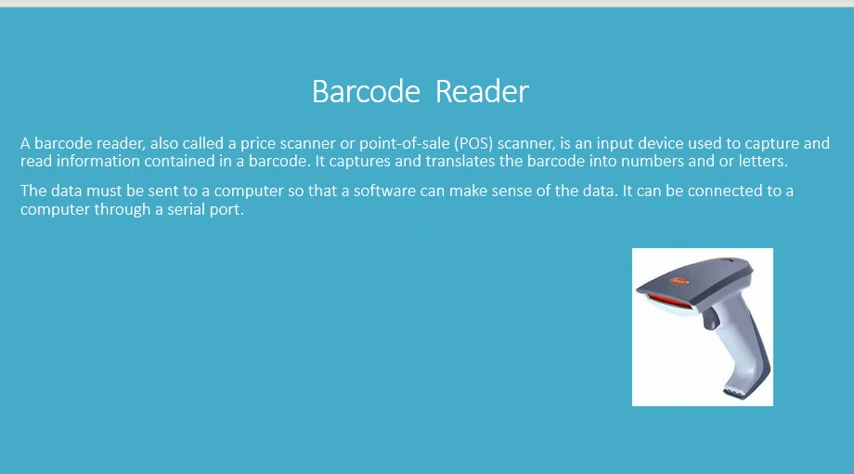 Barcode Reader
A barcode reader, also called a price scanner or point-of-sale (POS) scanner, is an input device used to capture and
read information contained in a barcode. It captures and translates the barcode into numbers and or letters.
The data must be sent to a computer so that a software can make sense of the data. It can be connected to a
computer through a serial port.